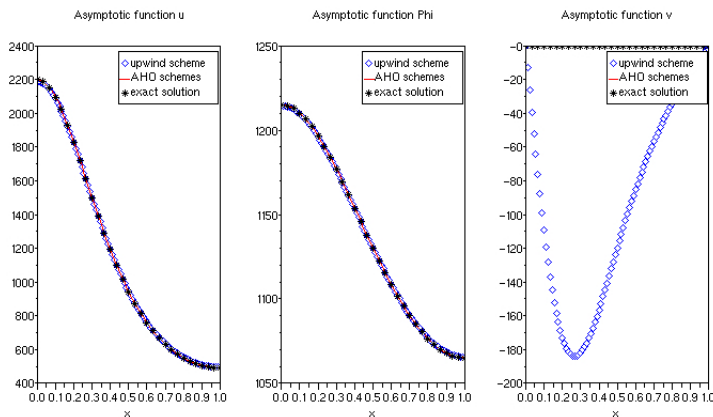 Asymptotic function u
Asymptotic function Phi
Asymptotic function v
2400
2200
2000
1800
1600
1400
1200
1000
800
600
400
0.0 0.1 0.2 0.3 0.4 0.5 0.6 0.7 0.8 0.9 1.0
x
upwind scheme
AHO schemes
exact solution
1250
1200
1150
1100
1050
0.0 0.1 0.2 0.3 0.4 0.5 0.6 0.7 0.8 0.9 1.0
x
upwind scheme
AHO schemes
exact solution
−0
−20
−40
−60
−80
−100
−120
−140
−160
−180
−200
0.0 0.1 0.2 0.3 0.4 0.5 0.6 0.7 0.8 0.9 1.0
x
upwind scheme
AHO schemes
exact solution